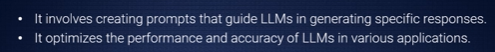 • It involves creating prompts that guide LLMs in generating specific responses.
• It optimizes the performance and accuracy of LLMs in various applications.